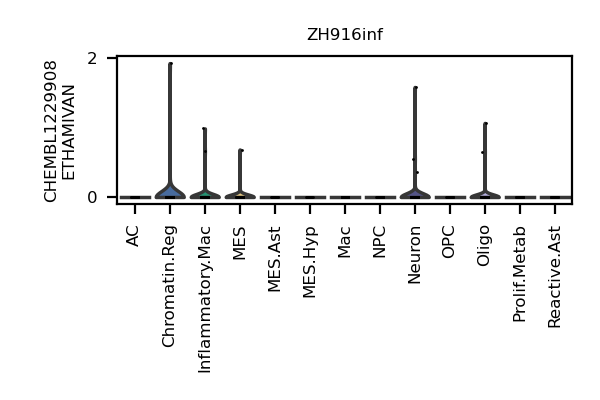 ZH916inf
CHEMBL1229908
ETHAMIVAN
2
0
AC
Chromatin.Reg
Inflammatory.Mac
MES
MES.Ast
MES.Hyp
Mac
NPC
Neuron
OPC
Oligo
Prolif.Metab
Reactive.Ast